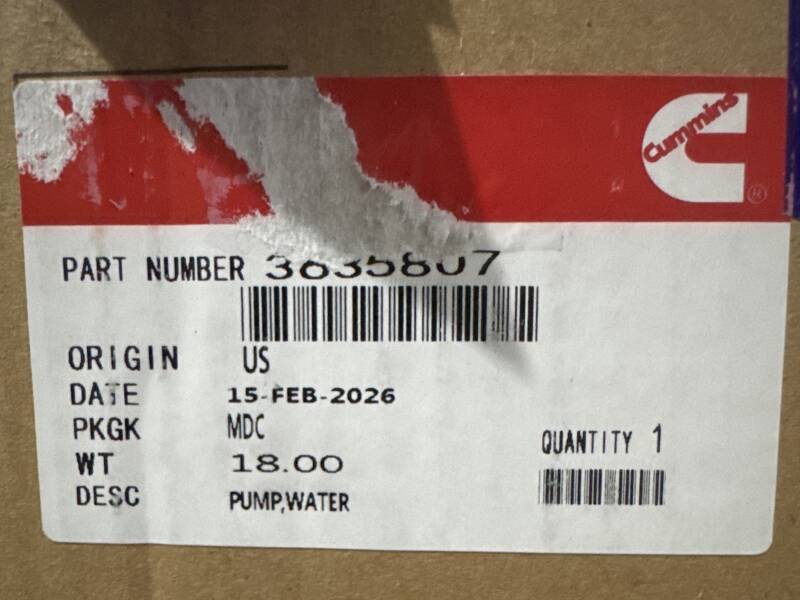 Cummins
®
PART NUMBER
ORIGIN US
DATE 15-FEB-2026
PKGK MDC
WT 18.00
DESC PUMP,WATER
QUANTITY 1